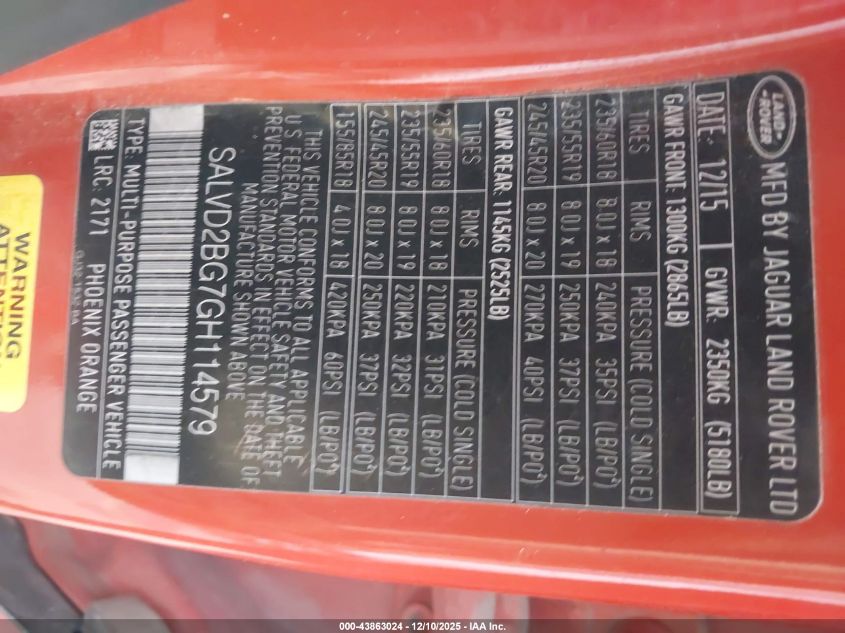 LAND-
-ROVER
MFD BY JAGUAR LAND ROVER LTD
DATE: 12/15 GVWR: 2350KG (5180LB)
GAWR FRONT: 1300KG (2865LB)
TIRES RIMS PRESSURE (COLD SINGLE)
235/60R18 8.0J x 18 240KPA 35PSI (LB/PO²)
235/55R19 8.0J x 19 250KPA 37PSI (LB/PO²)
245/45R20 8.0J x 20 270KPA 40PSI (LB/PO²)
GAWR REAR: 1145KG (2525LB)
TIRES RIMS PRESSURE (COLD SINGLE)
235/60R18 8.0J x 18 210KPA 31PSI (LB/PO²)
235/55R19 8.0J x 19 220KPA 32PSI (LB/PO²)
245/45R20 8.0J x 20 250KPA 37PSI (LB/PO²)
155/85R18 4.0J x 18 420KPA 60PSI (LB/PO²)
THIS VEHICLE CONFORMS TO ALL APPLICABLE
U.S. FEDERAL MOTOR VEHICLE SAFETY AND THEFT
PREVENTION STANDARDS IN EFFECT ON THE DATE OF
MANUFACTURE SHOWN ABOVE
SALVD2BG7GH114579
TYPE: MULTI-PURPOSE PASSENGER VEHICLE
LRC: 2171 PHOENIX ORANGE
WARNING
ATTENTION
000-43863024 - 12/10/2025 - IAA Inc.